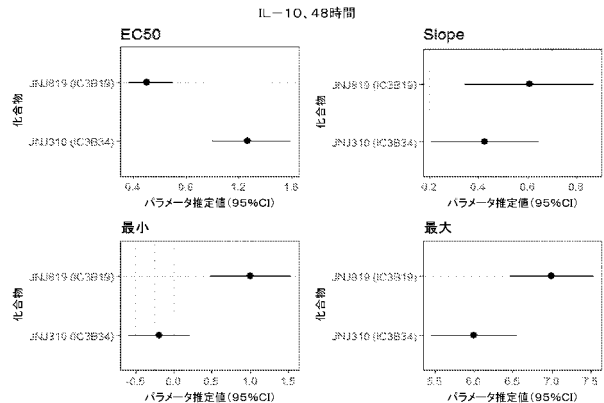 IL－10、48時間
EC50
Slope
化合物
JNJ819 (IC3B19)
JNJ310 (IC3B34)
0.4 0.8 1.2 1.6
パラメータ推定値（95%CI）
化合物
JNJ819 (IC3B19)
JNJ310 (IC3B34)
0.2 0.4 0.6 0.8
パラメータ推定値（95%CI）
最小
最大
化合物
JNJ819 (IC3B19)
JNJ310 (IC3B34)
-0.5 0.0 0.5 1.0 1.5
パラメータ推定値（95%CI）
化合物
JNJ819 (IC3B19)
JNJ310 (IC3B34)
5.5 6.0 6.5 7.0 7.5
パラメータ推定値（95%CI）